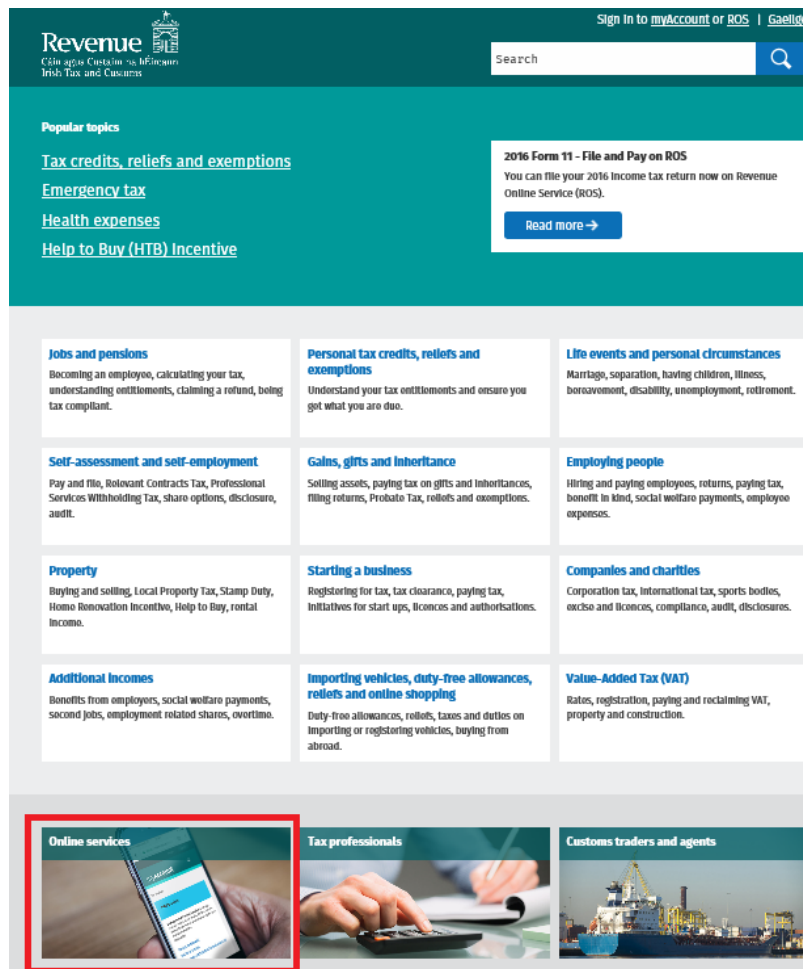 Sign in to myAccount or ROS | Gaeilge
Revenue
Cáin agus Custaim na hÉireann
Irish Tax and Customs
Search
Popular topics
Tax credits, reliefs and exemptions
Emergency tax
Health expenses
Help to Buy (HTB) Incentive
2016 Form 11 - File and Pay on ROS
You can file your 2016 income tax return now on Revenue
Online Service (ROS).
Read more →
Jobs and pensions
Becoming an employee, calculating your tax,
understanding entitlements, claiming a refund, being
tax compliant.
Personal tax credits, reliefs and
exemptions
Understand your tax entitlements and ensure you
get what you are due.
Life events and personal circumstances
Marriage, separation, having children, illness,
bereavement, disability, unemployment, retirement.
Self-assessment and self-employment
Pay and file, Relevant Contracts Tax, Professional
Services Withholding Tax, share options, disclosure,
audit.
Gains, gifts and inheritance
Selling assets, paying tax on gifts and inheritances,
filing returns, Probate Tax, reliefs and exemptions.
Employing people
Hiring and paying employees, returns, paying tax,
benefit in kind, social welfare payments, employee
expenses.
Property
Buying and selling, Local Property Tax, Stamp Duty,
Home Renovation Incentive, Help to Buy, rental
income.
Starting a business
Registering for tax, tax clearance, paying tax,
initiatives for start ups, licences and authorisations.
Companies and charities
Corporation tax, international tax, sports bodies,
excise and licences, compliance, audit, disclosures.
Additional incomes
Benefits from employers, social welfare payments,
second jobs, employment related shares, overtime.
Importing vehicles, duty-free allowances,
reliefs and online shopping
Duty-free allowances, reliefs, taxes and duties on
importing or registering vehicles, buying from
abroad.
Value-Added Tax (VAT)
Rates, registration, paying and reclaiming VAT,
property and construction.
Online services
Tax professionals
Customs traders and agents